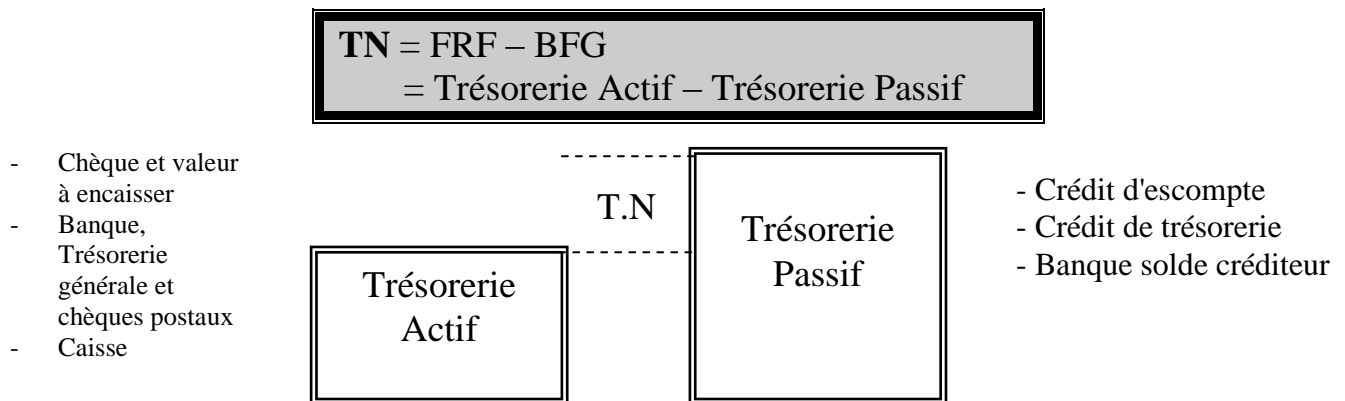 TN = FRF – BFG
= Trésorerie Actif – Trésorerie Passif
- Chèque et valeur
à encaisser
- Banque,
Trésorerie
générale et
chèques postaux
- Caisse
T.N
Trésorerie
Actif
Trésorerie
Passif
- Crédit d'escompte
- Crédit de trésorerie
- Banque solde créditeur